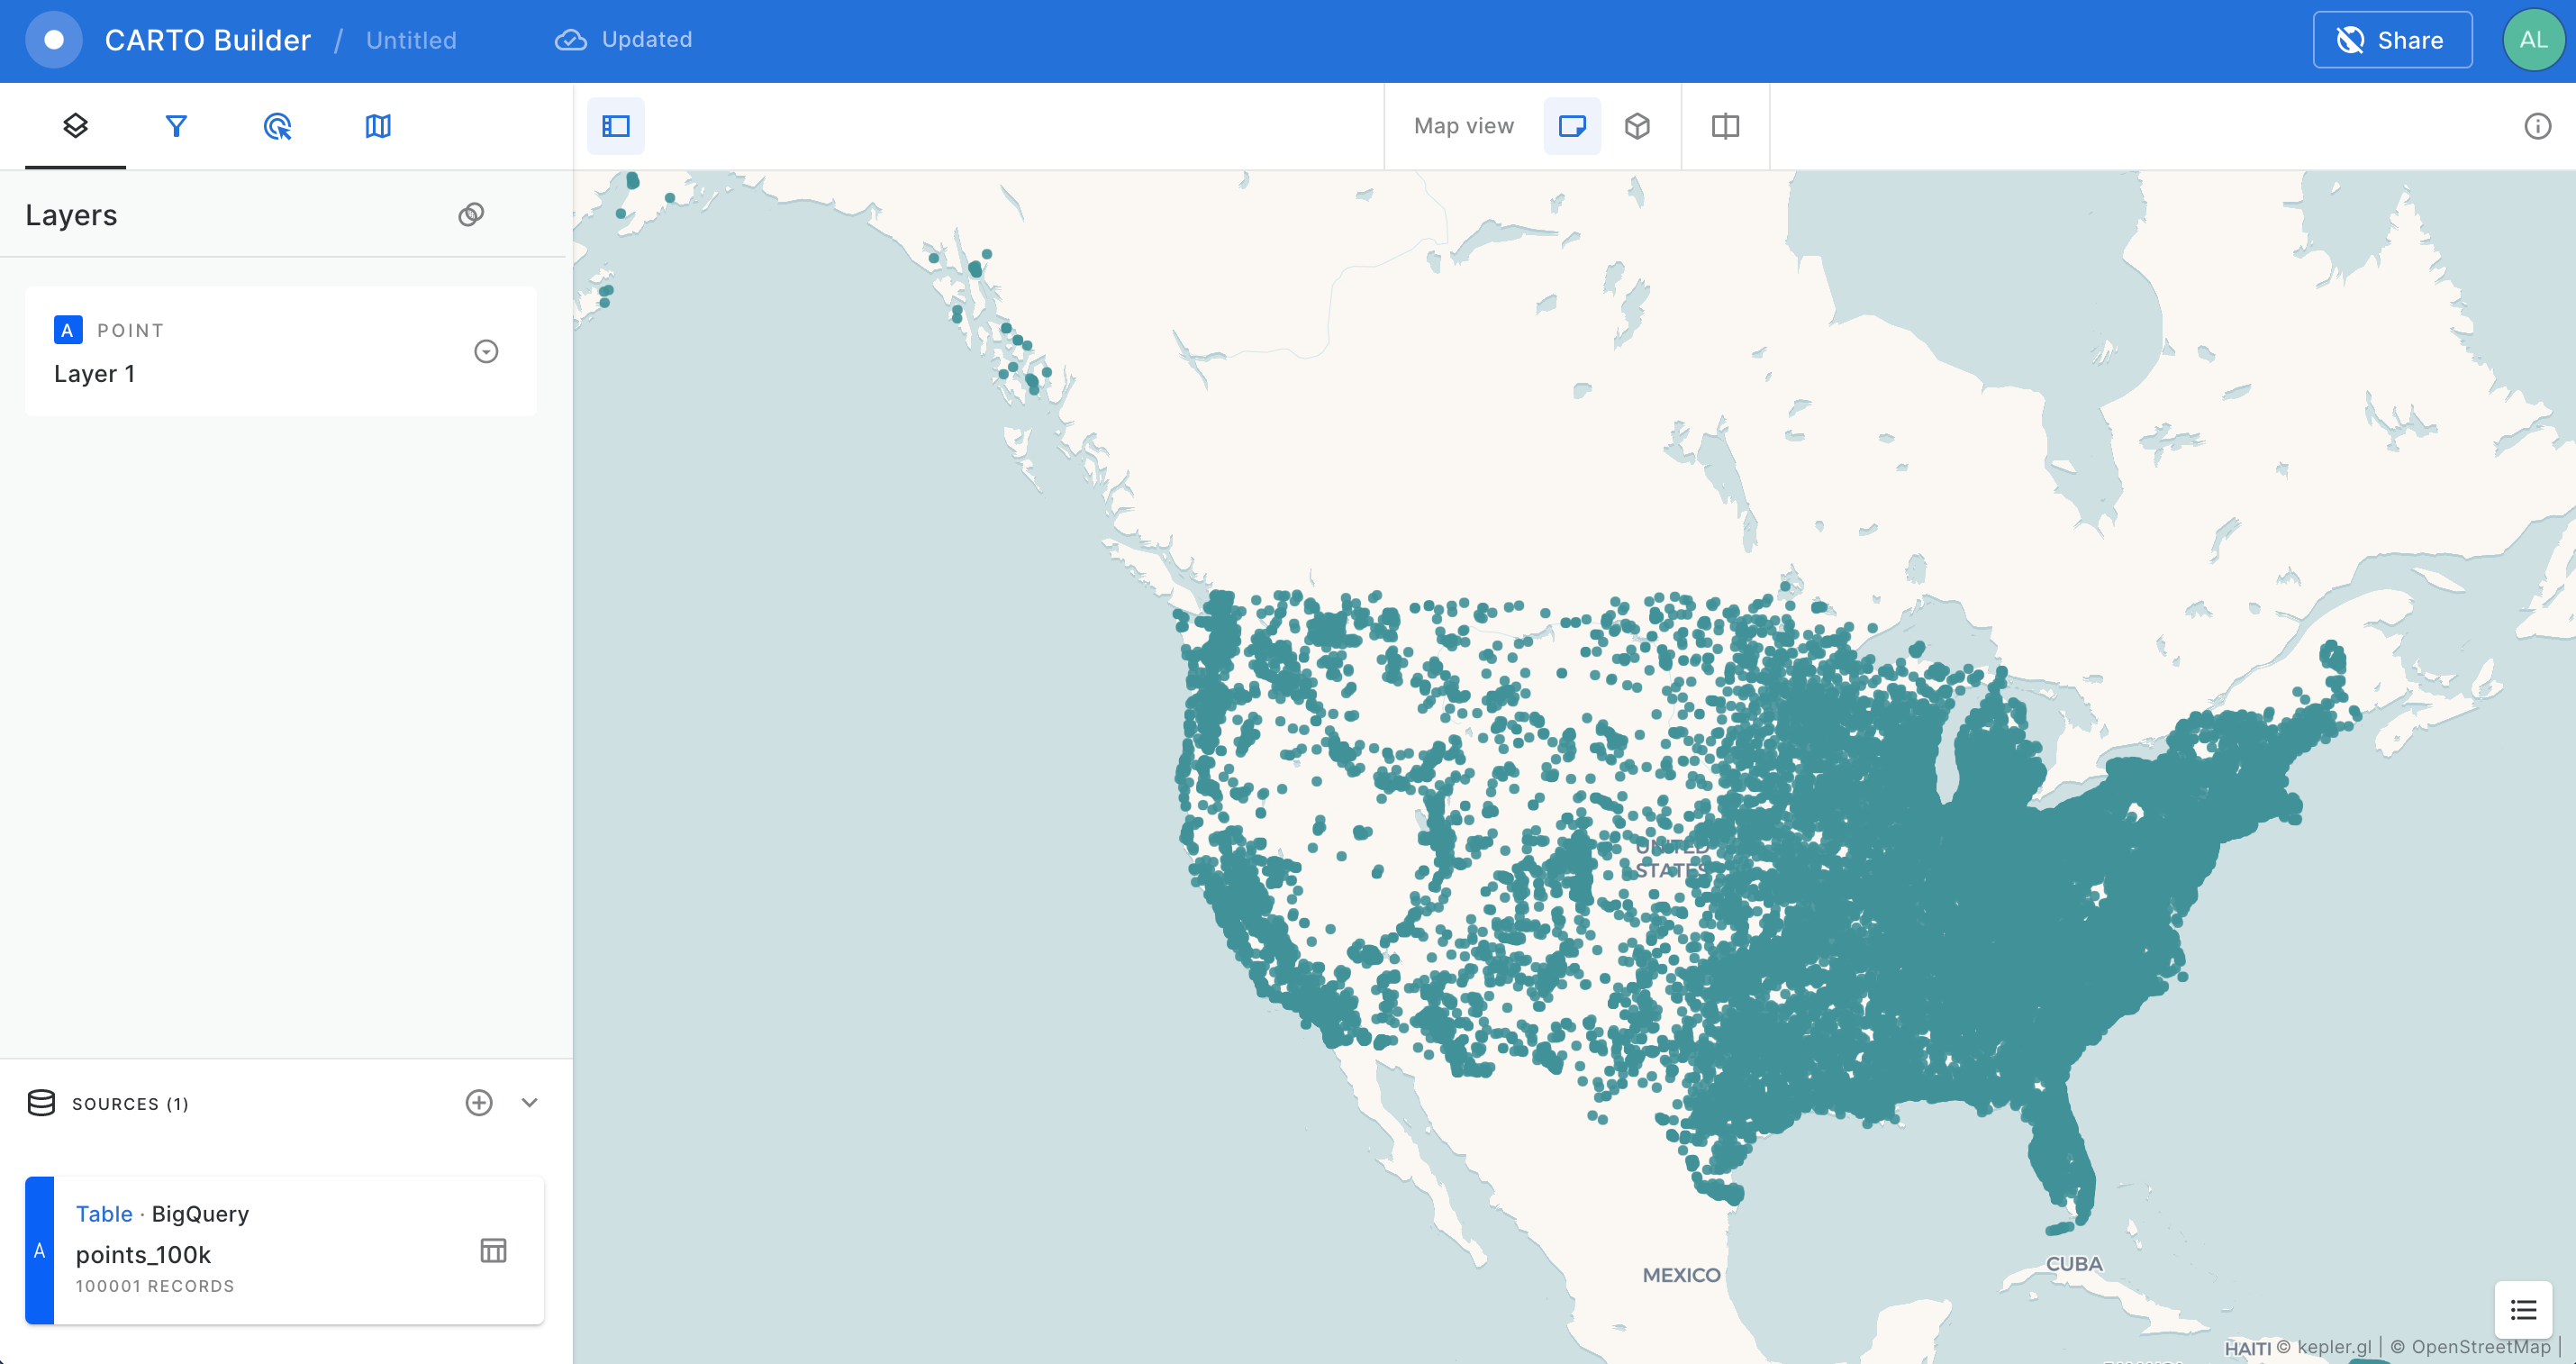 CARTO Builder / Untitled
Updated
Share
AL
Map view
Layers
A POINT
Layer 1
UNITED
STATES
SOURCES (1)
Table · BigQuery
A
points_100k
100001 RECORDS
MEXICO
CUBA
HAITI © kepler.gl | © OpenStreetMap |